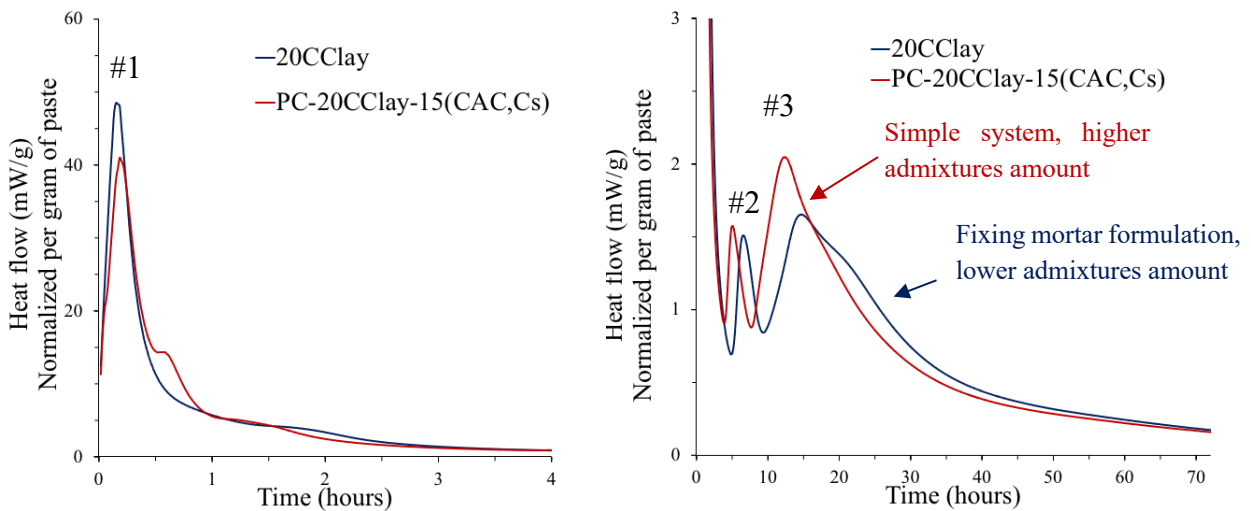 60
40
20
0
0
1
2
3
4
Heat flow (mW/g)
Normalized per gram of paste
Time (hours)
#1
20CClay
PC-20CClay-15(CAC,Cs)
3
2
1
0
0
10
20
30
40
50
60
70
Heat flow (mW/g)
Normalized per gram of paste
Time (hours)
#2
#3
20CClay
PC-20CClay-15(CAC,Cs)
Simple system, higher
admixtures amount
Fixing mortar formulation,
lower admixtures amount